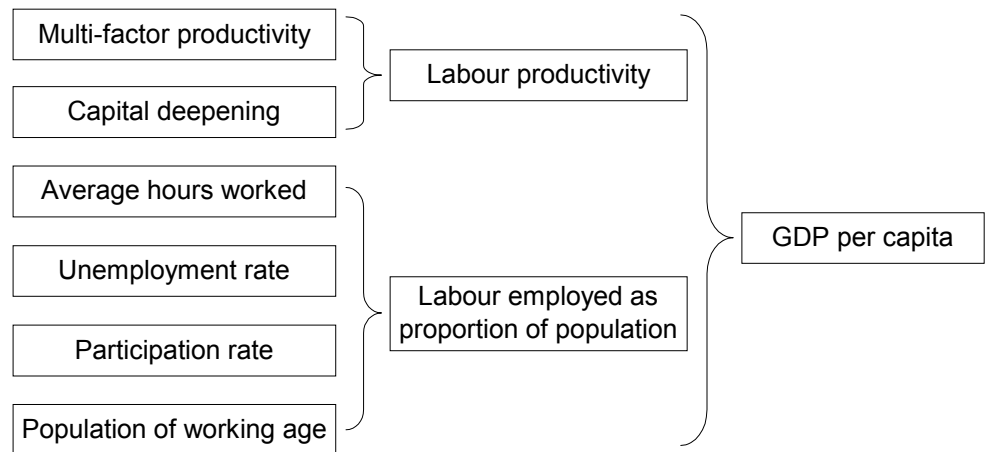 Multi-factor productivity
Capital deepening
Labour productivity
Average hours worked
Unemployment rate
Participation rate
Population of working age
Labour employed as
proportion of population
GDP per capita